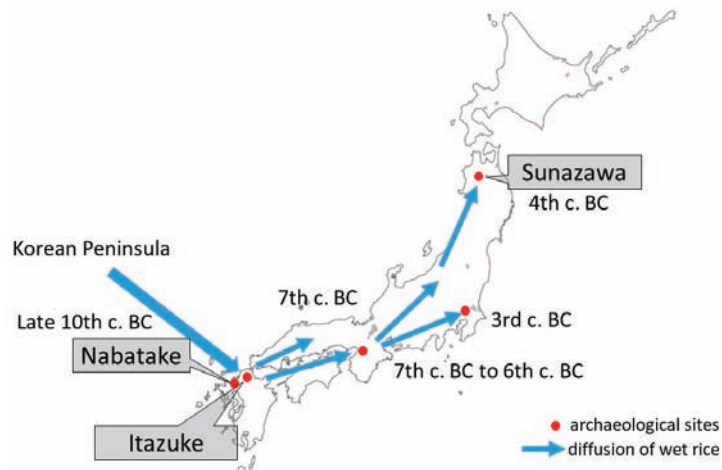 Sunazawa
4th c. BC
Korean Peninsula
7th c. BC
Late 10th c. BC
3rd c. BC
Nabatake
7th c. BC to 6th c. BC
Itazuke
archaeological sites
diffusion of wet rice